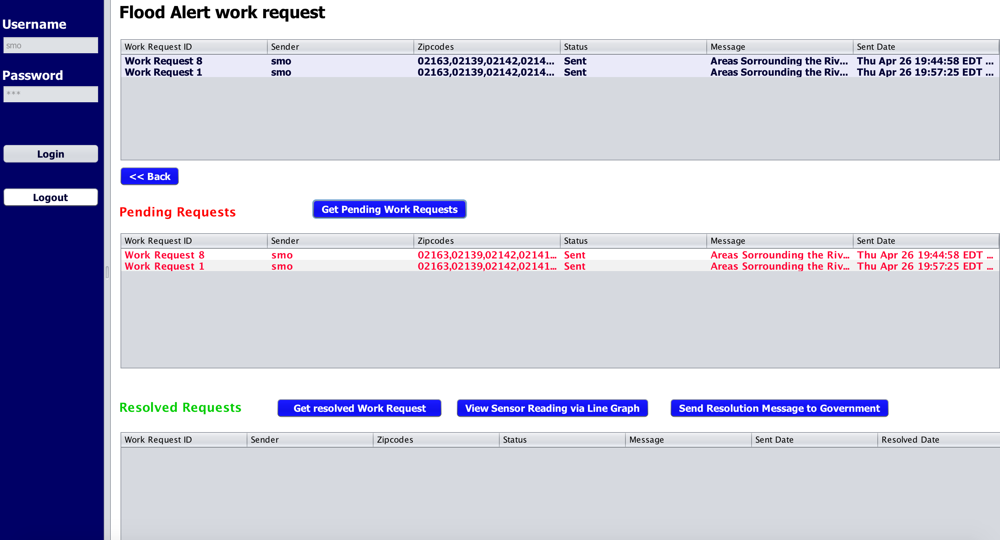 Username
smo
Password
***
Login
Logout
Flood Alert work request
Work Request ID Sender Zipcodes Status Message Sent Date
Work Request 8 smo 02163,02139,02142,0214... Sent Areas Sorrounding the Riv... Thu Apr 26 19:44:58 EDT ...
Work Request 1 smo 02163,02139,02142,0214... Sent Areas Sorrounding the Riv... Thu Apr 26 19:57:25 EDT ...
<< Back
Pending Requests Get Pending Work Requests
Work Request ID Sender Zipcodes Status Message Sent Date
Work Request 8 smo 02163,02139,02142,02141... Sent Areas Sorrounding the Riv... Thu Apr 26 19:44:58 EDT ...
Work Request 1 smo 02163,02139,02142,02141... Sent Areas Sorrounding the Riv... Thu Apr 26 19:57:25 EDT ...
Resolved Requests Get resolved Work Request View Sensor Reading via Line Graph Send Resolution Message to Government
Work Request ID Sender Zipcodes Status Message Sent Date Resolved Date